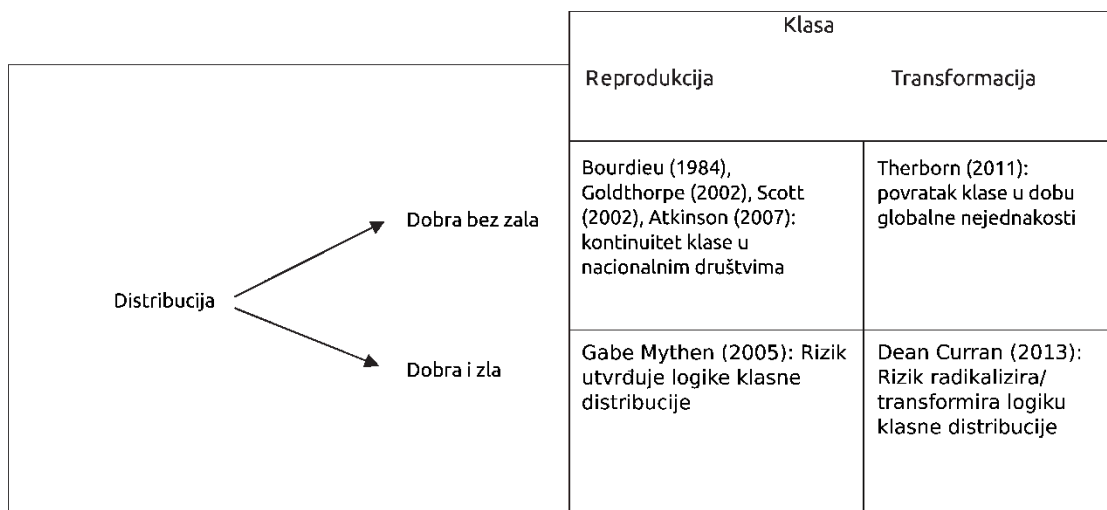 Klasa
Reprodukcija
Transformacija
Distribucija
Dobra bez zala
Dobra i zla
Bourdieu (1984),
Goldthorpe (2002), Scott
(2002), Atkinson (2007):
kontinuitet klase u
nacionalnim društvima
Therborn (2011):
povratak klase u dobu
globalne nejednakosti
Gabe Mythen (2005): Rizik
utvrđuje logike klasne
distribucije
Dean Curran (2013):
Rizik radikalizira/
transformira logiku
klasne distribucije